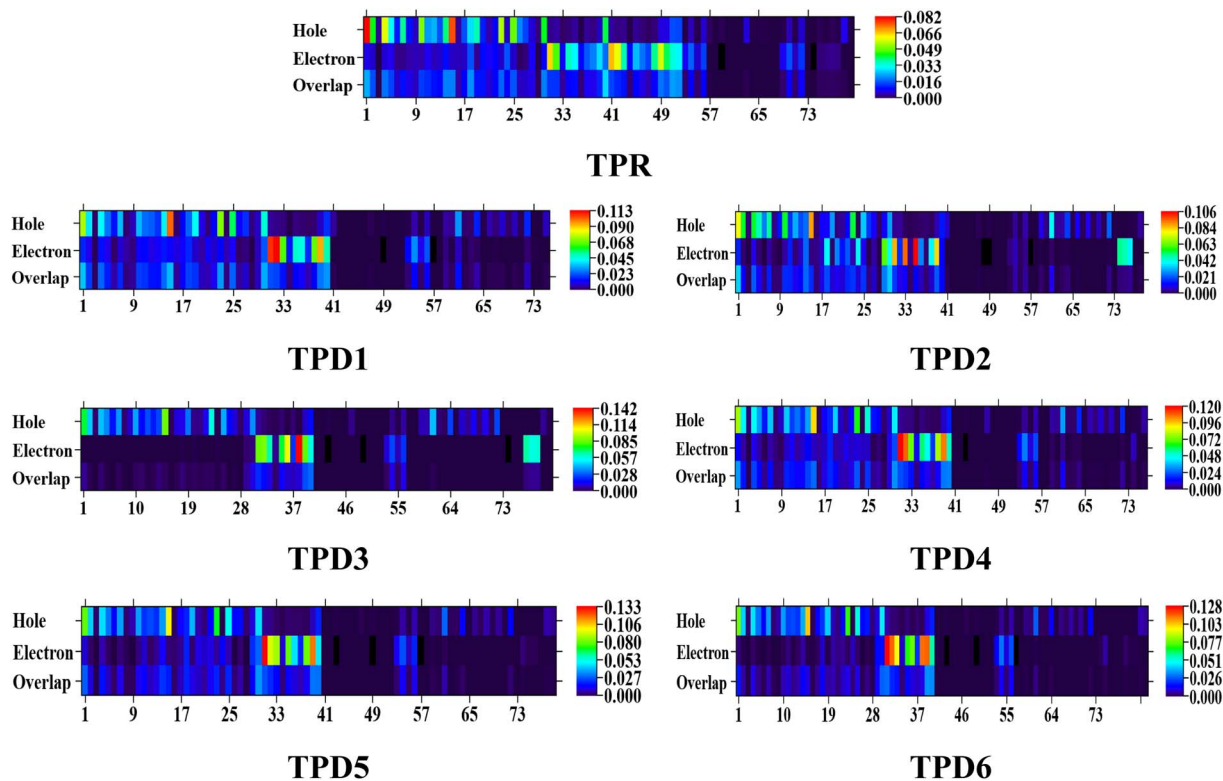 Hole
Electron
Overlap
0.082
0.066
0.049
0.033
0.016
0.000
1 9 17 25 33 41 49 57 65 73
TPR
Hole
Electron
Overlap
0.113
0.090
0.068
0.045
0.023
0.000
1 9 17 25 33 41 49 57 65 73
TPD1
Hole
Electron
Overlap
0.106
0.084
0.063
0.042
0.021
0.000
1 9 17 25 33 41 49 57 65 73
TPD2
Hole
Electron
Overlap
0.142
0.114
0.085
0.057
0.028
0.000
1 10 19 28 37 46 55 64 73
TPD3
Hole
Electron
Overlap
0.120
0.096
0.072
0.048
0.024
0.000
1 9 17 25 33 41 49 57 65 73
TPD4
Hole
Electron
Overlap
0.133
0.106
0.080
0.053
0.027
0.000
1 9 17 25 33 41 49 57 65 73
TPD5
Hole
Electron
Overlap
0.128
0.103
0.077
0.051
0.026
0.000
1 10 19 28 37 46 55 64 73
TPD6